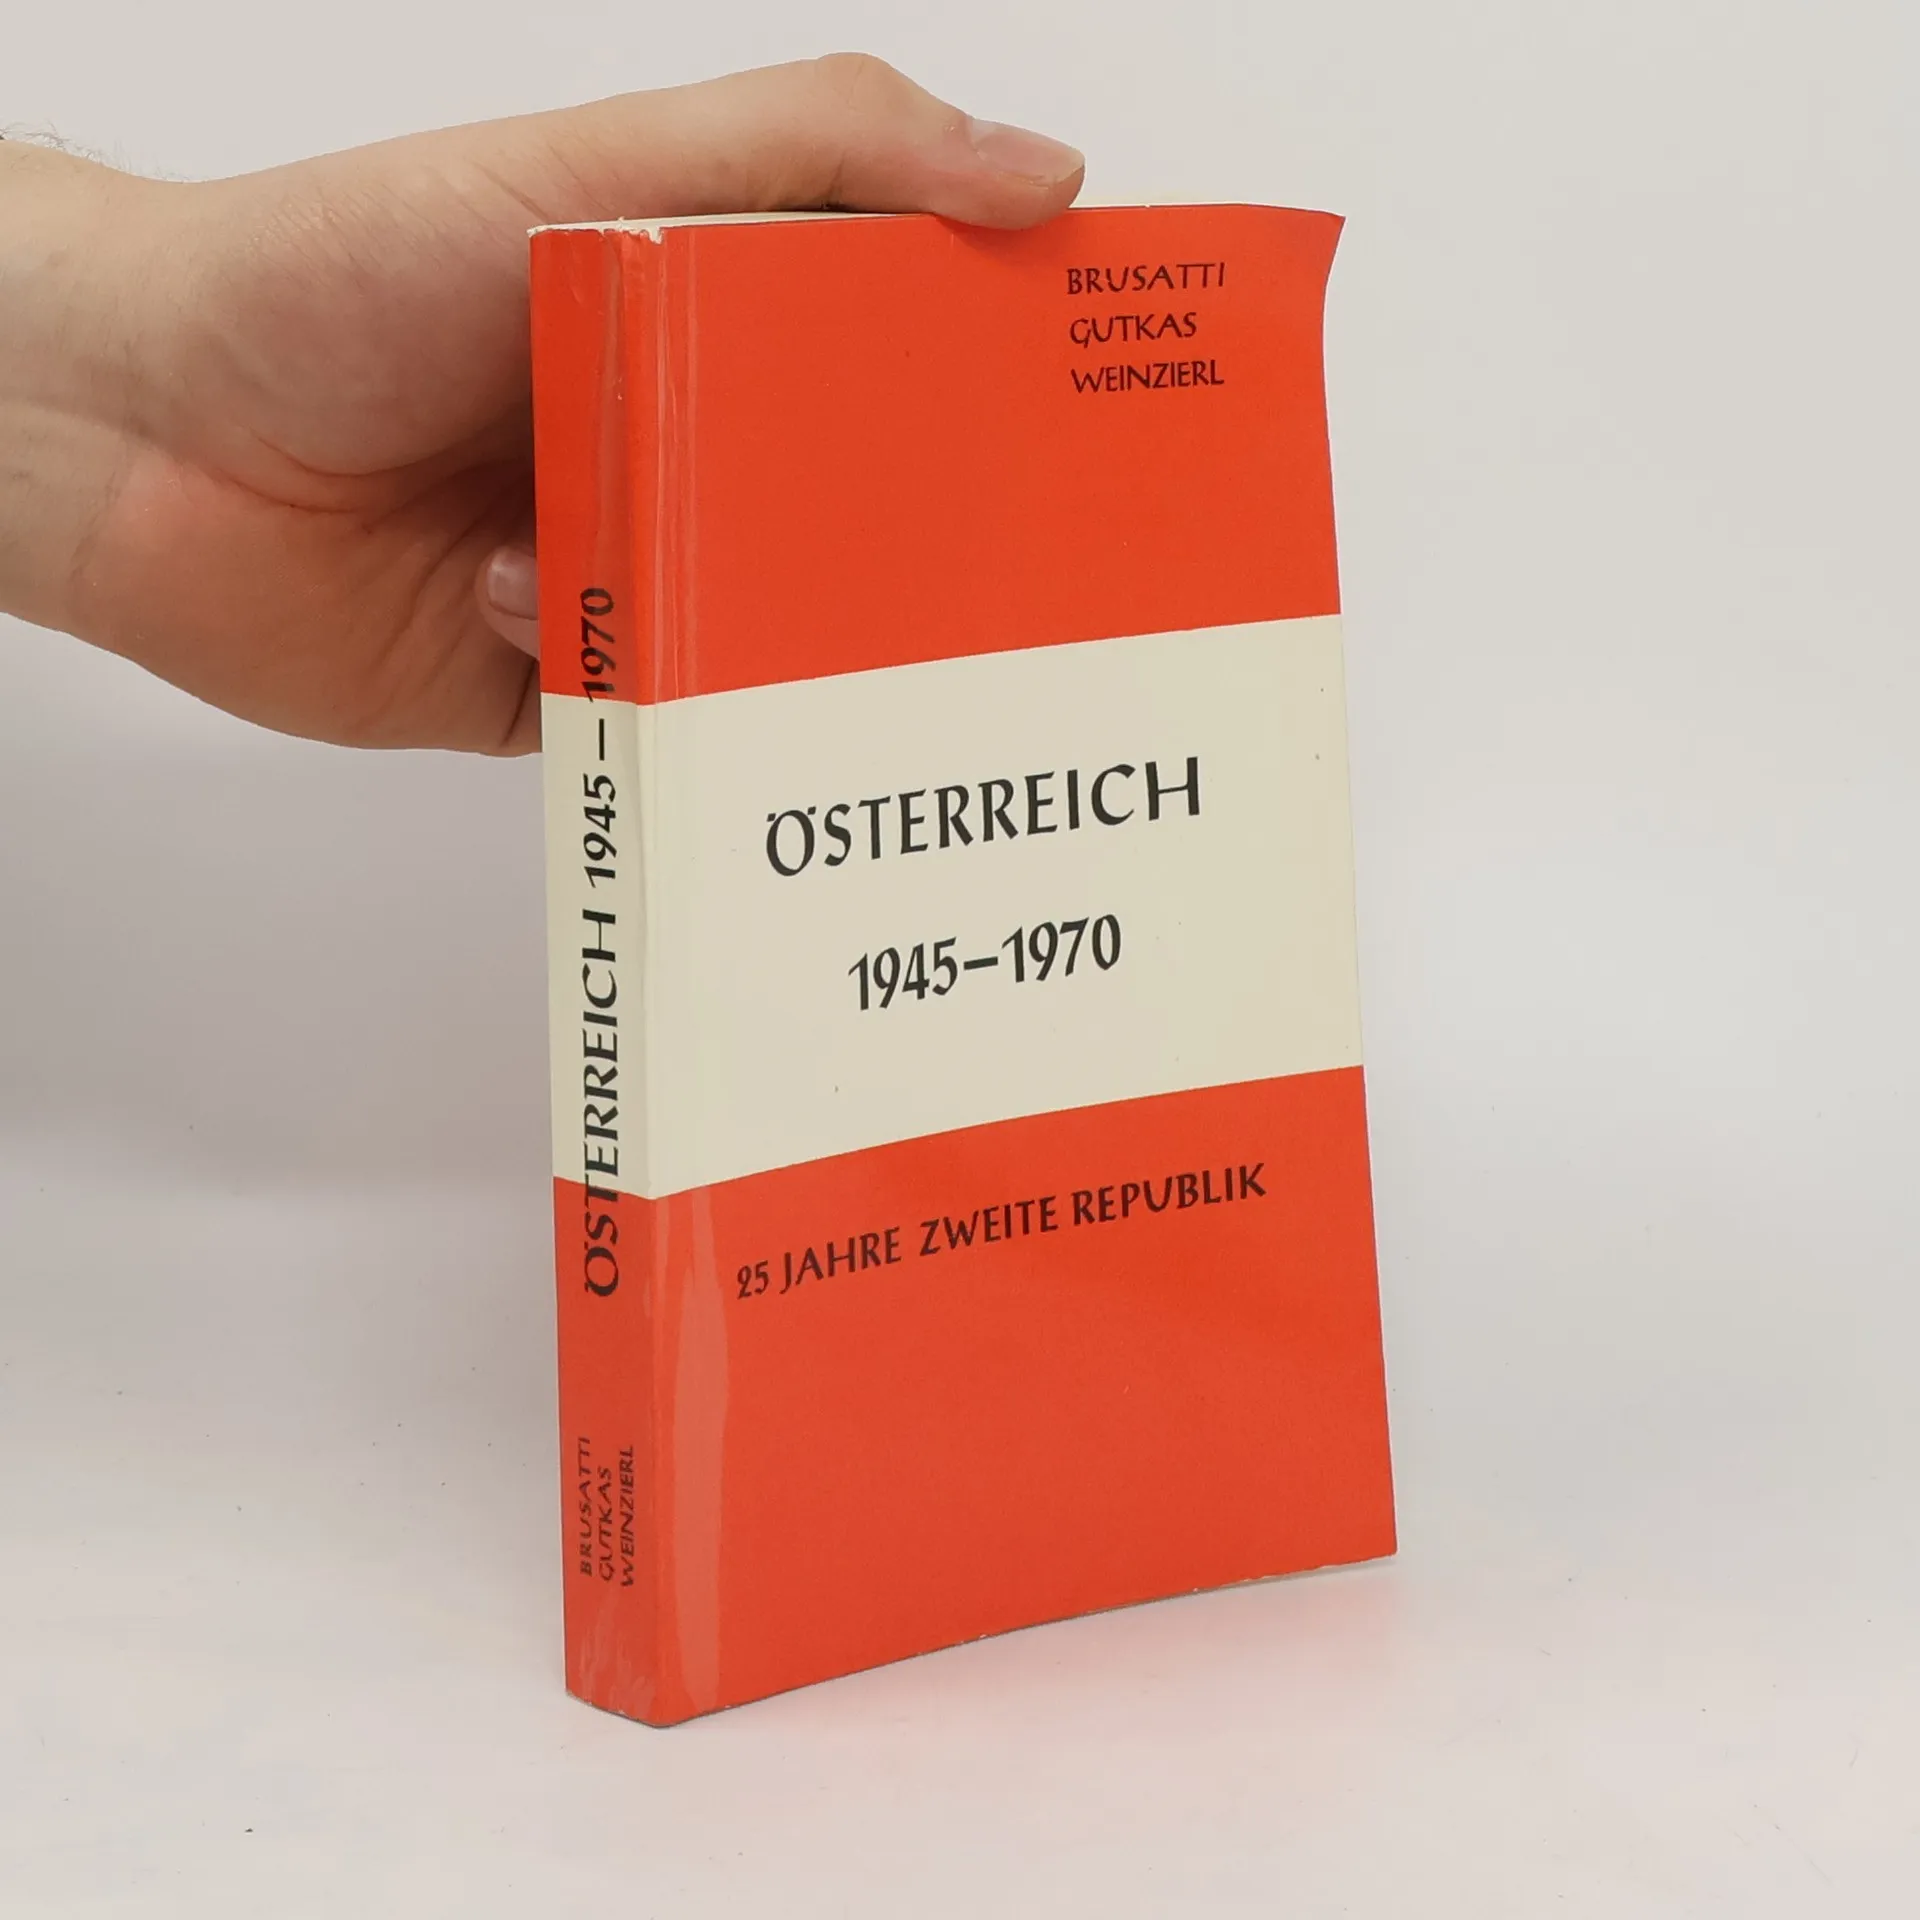 BRUSATTI
GUTKAS
WEINZIERL
ÖSTERREICH
1945–1970
25 JAHRE ZWEITE REPUBLIK
ÖSTERREICH 1945–1970
BRUSATTI
GUTKAS
WEINZIERL